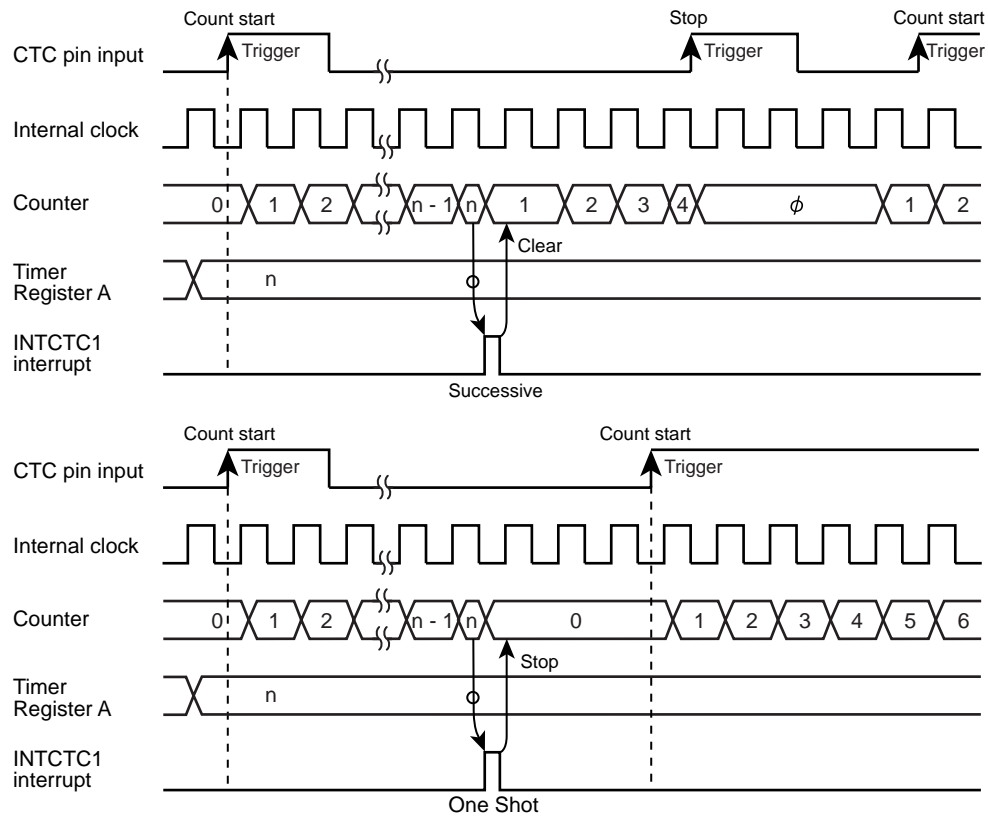 Count start Stop Count start
CTC pin input Trigger Trigger Trigger
Internal clock
Counter 0 1 2 n - 1 n 1 2 3 4 ϕ 1 2
Clear
Timer
Register A n
INTCTC1
interrupt
Successive
Count start Count start
CTC pin input Trigger Trigger
Internal clock
Counter 0 1 2 n - 1 n 0 1 2 3 4 5 6
Stop
Timer
Register A n
INTCTC1
interrupt
One Shot